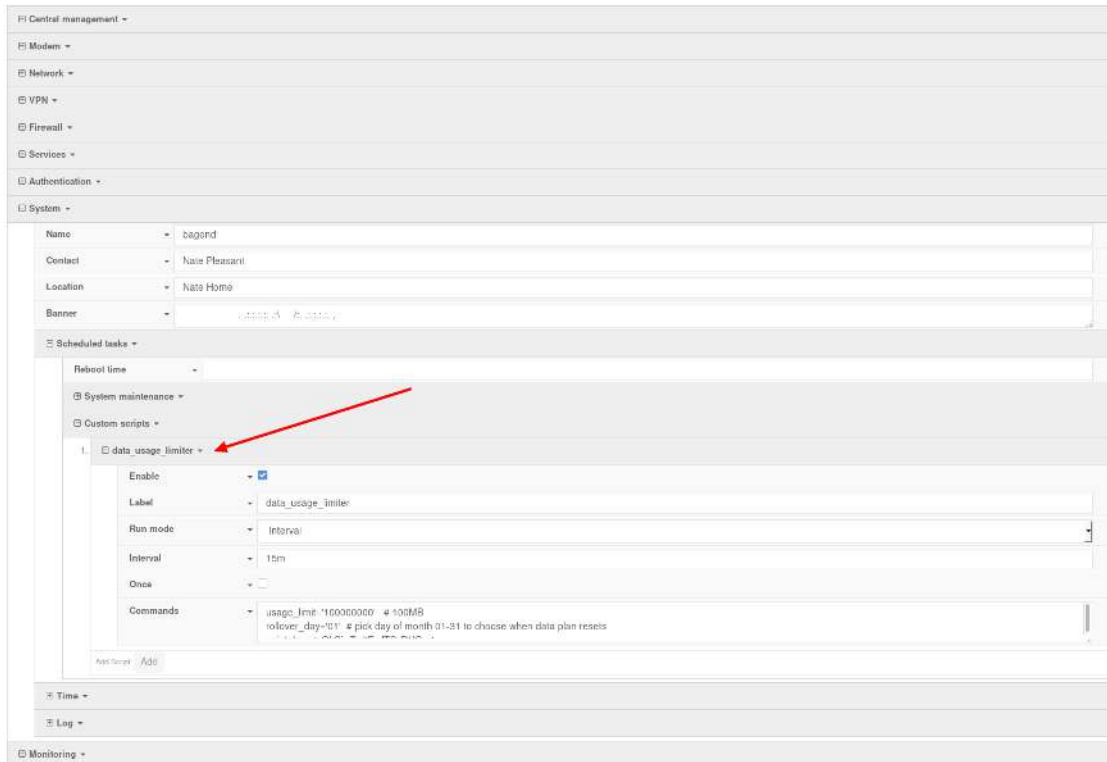 Central management
Modem
Network
VPN
Firewall
Services
Authentication
System
Name bagend
Contact Nate Pleasant
Location Nate Home
Banner
Scheduled tasks
Reboot time
System maintenance
Custom scripts
1. data_usage_limiter
Enable
Label data_usage_limiter
Run mode Interval
Interval 15m
Once
Commands usage_limit='100000000' # 100MB
rollover_day='01' # pick day of month 01-31 to choose when data plan resets
Add Script Add
Time
Log
Monitoring